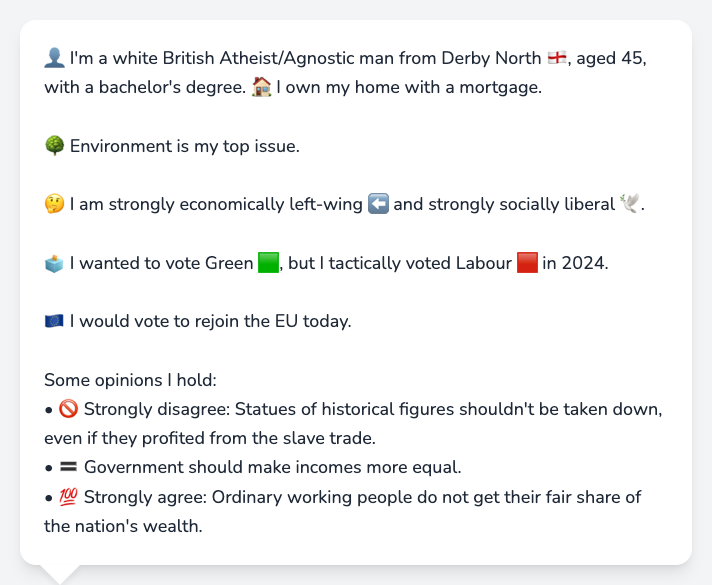 👤 I'm a white British Atheist/Agnostic man from Derby North 🏴󠁧󠁢󠁥󠁮󠁧󠁿, aged 45,
with a bachelor's degree. 🏠 I own my home with a mortgage.
🌳 Environment is my top issue.
🤔 I am strongly economically left-wing ⬅️ and strongly socially liberal 🕊️.
🗳️ I wanted to vote Green 🟩, but I tactically voted Labour 🟥 in 2024.
🇪🇺 I would vote to rejoin the EU today.
Some opinions I hold:
• 🚫 Strongly disagree: Statues of historical figures shouldn't be taken down,
even if they profited from the slave trade.
• 🟰 Government should make incomes more equal.
• 💯 Strongly agree: Ordinary working people do not get their fair share of
the nation's wealth.